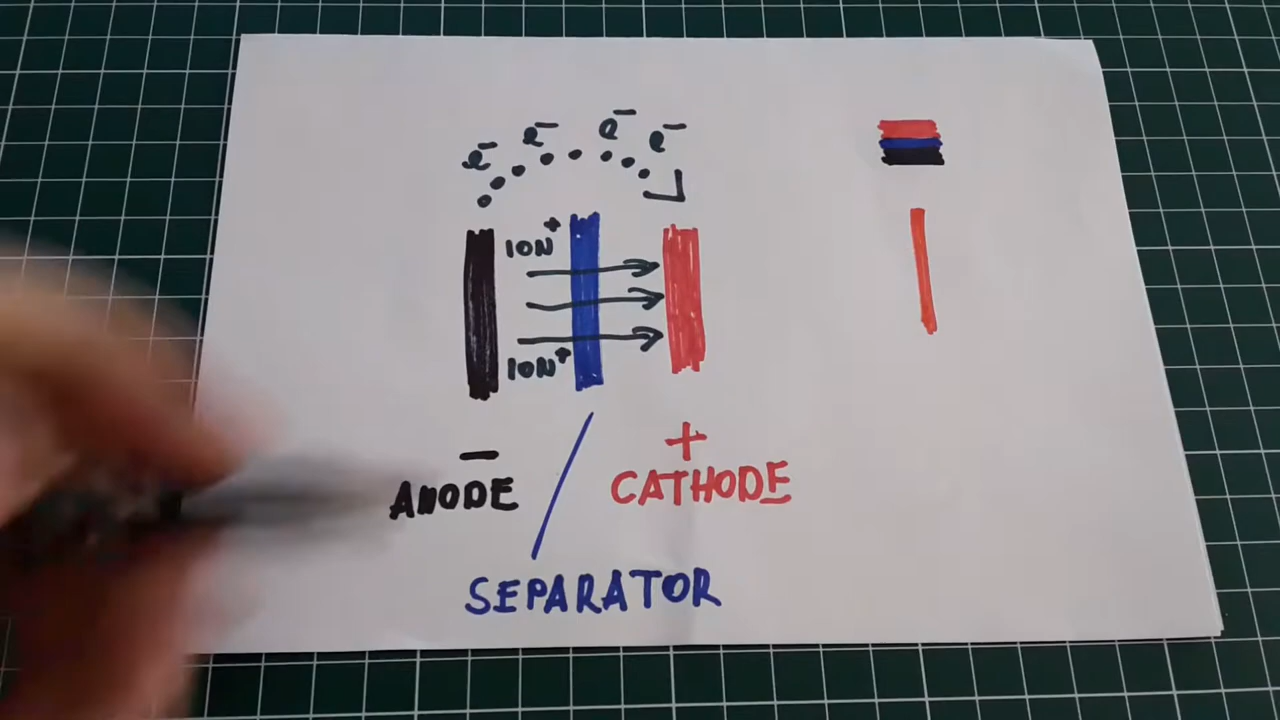 e⁻ e⁻ e⁻ e⁻
ION⁺
ION⁺
−
+
ANODE
CATHODE
SEPARATOR